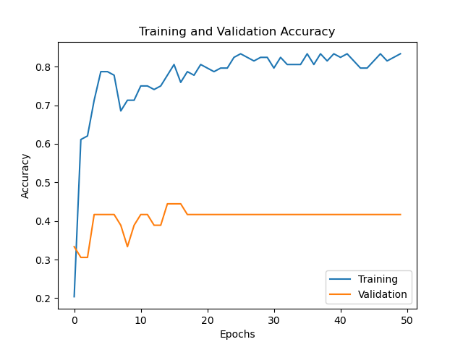 Training and Validation Accuracy
Accuracy
0.8
0.7
0.6
0.5
0.4
0.3
0.2
Training
Validation
0 10 20 30 40 50
Epochs